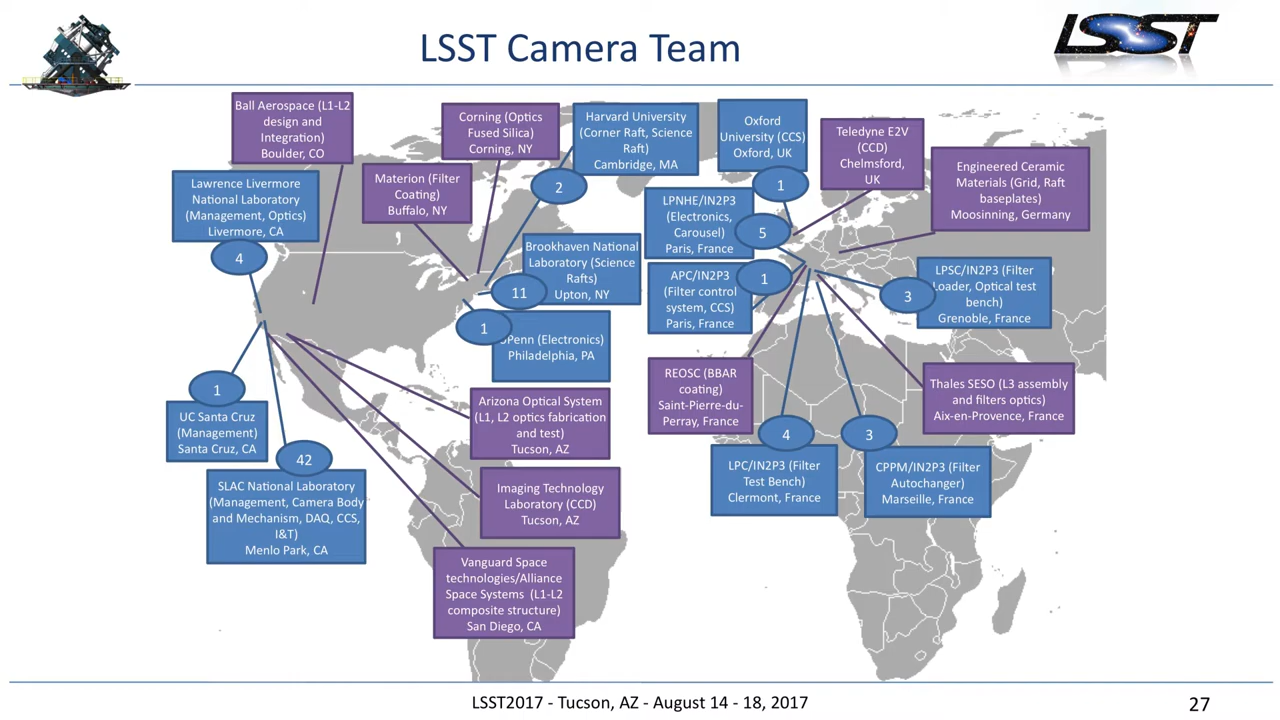 LSST Camera Team
LSST
Ball Aerospace (L1-L2
design and
Integration)
Boulder, CO
Corning (Optics
Fused Silica)
Corning, NY
Harvard University
(Corner Raft, Science
Raft)
Cambridge, MA
2
Oxford
University (CCS)
Oxford, UK
1
Teledyne E2V
(CCD)
Chelmsford,
UK
Engineered Ceramic
Materials (Grid, Raft
baseplates)
Moosinning, Germany
Materion (Filter
Coating)
Buffalo, NY
Lawrence Livermore
National Laboratory
(Management, Optics)
Livermore, CA
4
LPNHE/IN2P3
(Electronics,
Carousel)
Paris, France
5
Brookhaven National
Laboratory (Science
Rafts)
Upton, NY
11
APC/IN2P3
(Filter control
system, CCS)
Paris, France
1
LPSC/IN2P3 (Filter
Loader, Optical test
bench)
Grenoble, France
3
1
UPenn (Electronics)
Philadelphia, PA
REOSC (BBAR
coating)
Saint-Pierre-du-
Perray, France
Thales SESO (L3 assembly
and filters optics)
Aix-en-Provence, France
1
UC Santa Cruz
(Management)
Santa Cruz, CA
Arizona Optical System
(L1, L2 optics fabrication
and test)
Tucson, AZ
4
LPC/IN2P3 (Filter
Test Bench)
Clermont, France
3
CPPM/IN2P3 (Filter
Autochanger)
Marseille, France
42
SLAC National Laboratory
(Management, Camera Body
and Mechanism, DAQ, CCS,
I&T)
Menlo Park, CA
Imaging Technology
Laboratory (CCD)
Tucson, AZ
Vanguard Space
technologies/Alliance
Space Systems (L1-L2
composite structure)
San Diego, CA
LSST2017 - Tucson, AZ - August 14 - 18, 2017
27